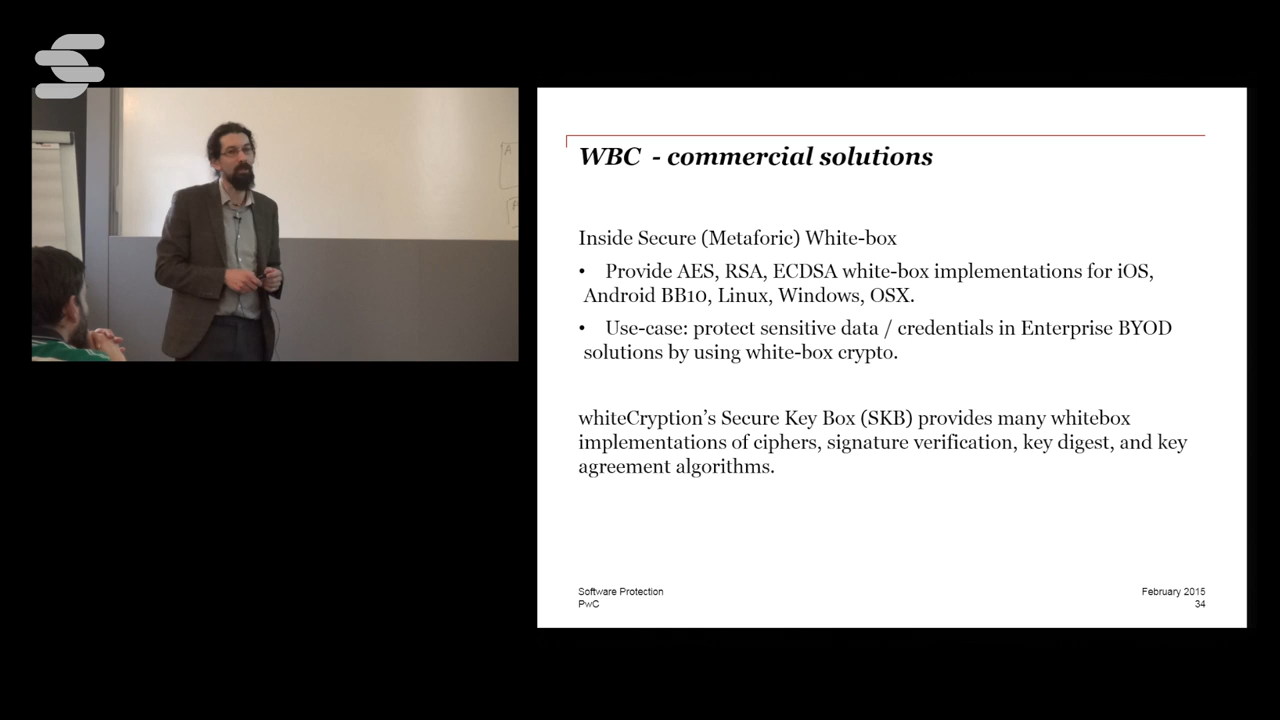 WBC - commercial solutions
Inside Secure (Metaforic) White-box
• Provide AES, RSA, ECDSA white-box implementations for iOS,
Android BB10, Linux, Windows, OSX.
• Use-case: protect sensitive data / credentials in Enterprise BYOD
solutions by using white-box crypto.
whiteCryption's Secure Key Box (SKB) provides many whitebox
implementations of ciphers, signature verification, key digest, and key
agreement algorithms.
Software Protection
PwC
February 2015
34
A